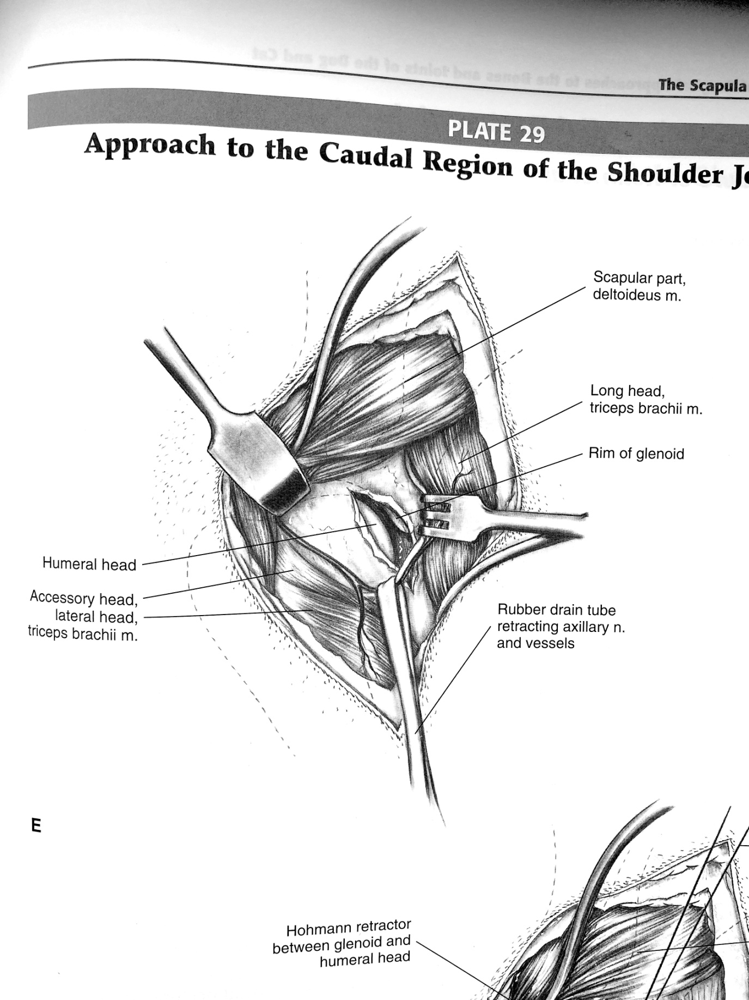 The Scapula
PLATE 29
Approach to the Caudal Region of the Shoulder
Scapular part,
deltoideus m.
Long head,
triceps brachii m.
Rim of glenoid
Humeral head
Accessory head,
lateral head,
triceps brachii m.
Rubber drain tube
retracting axillary n.
and vessels
E
Hohmann retractor
between glenoid and
humeral head